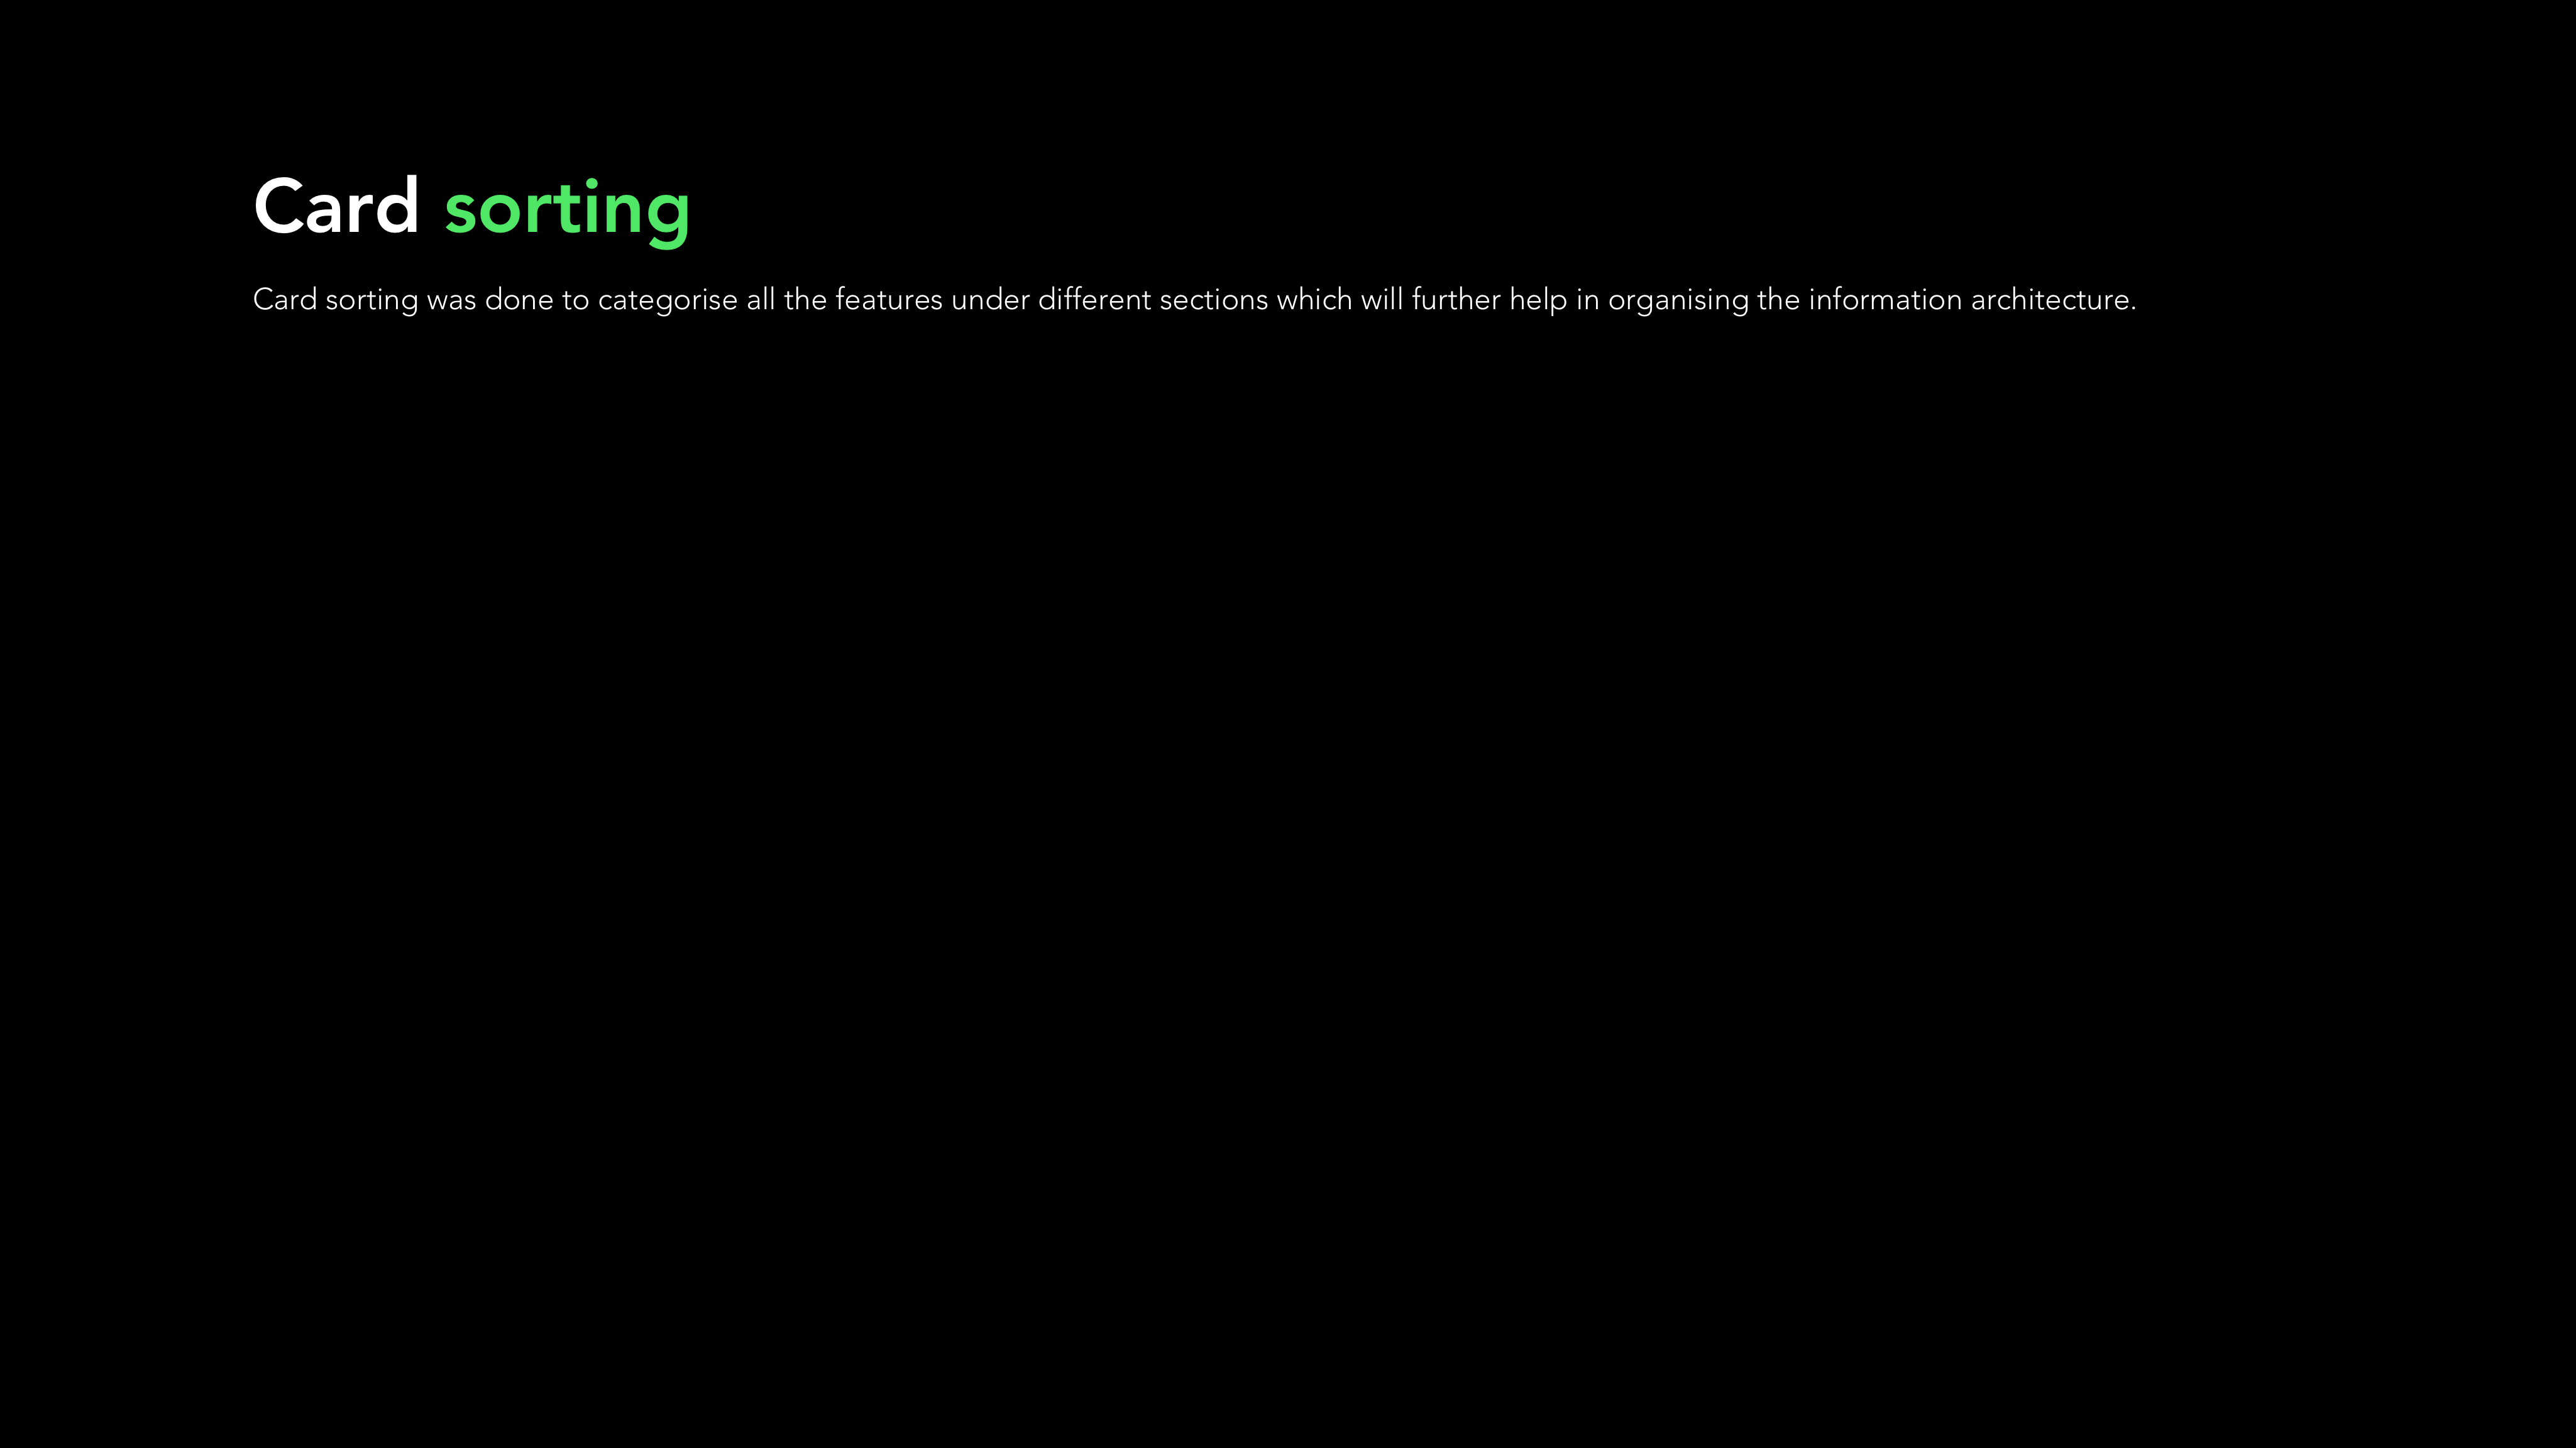 Card sorting
Card sorting was done to categorise all the features under different sections which will further help in organising the information architecture.